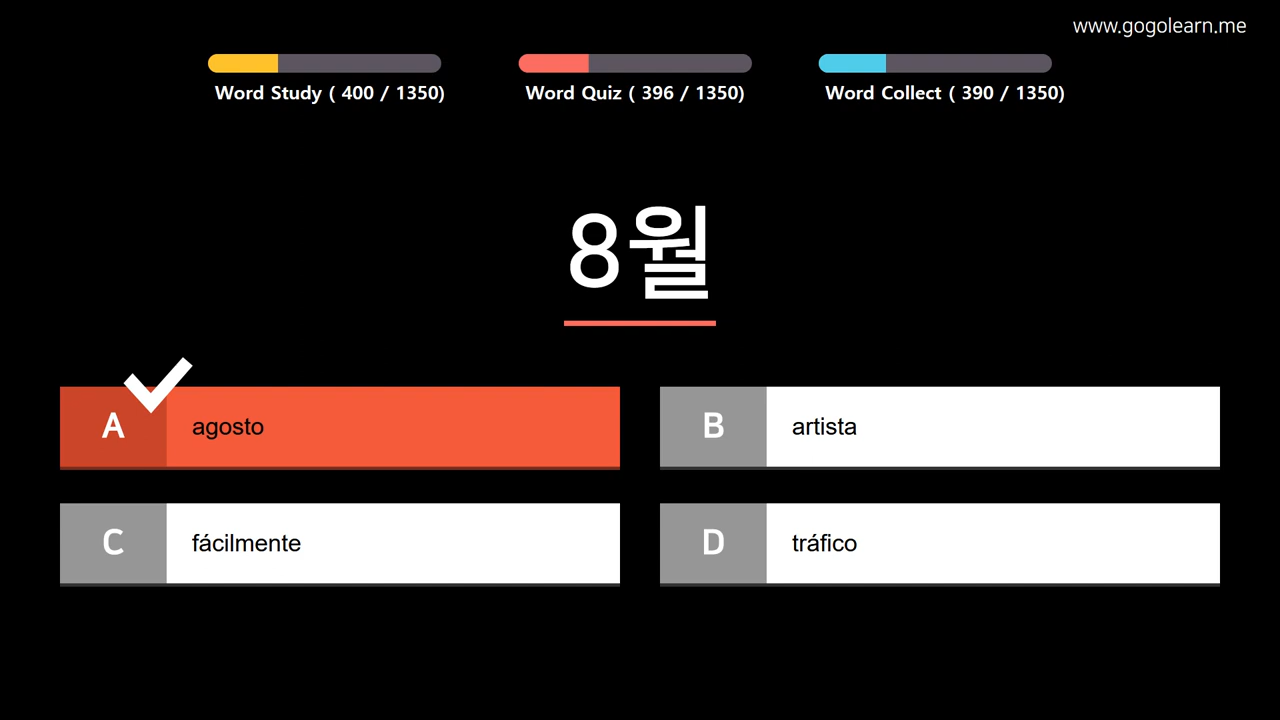 www.gogolearn.me
Word Study ( 400 / 1350)
Word Quiz ( 396 / 1350)
Word Collect ( 390 / 1350)
8월
A agosto
B artista
C fácilmente
D tráfico